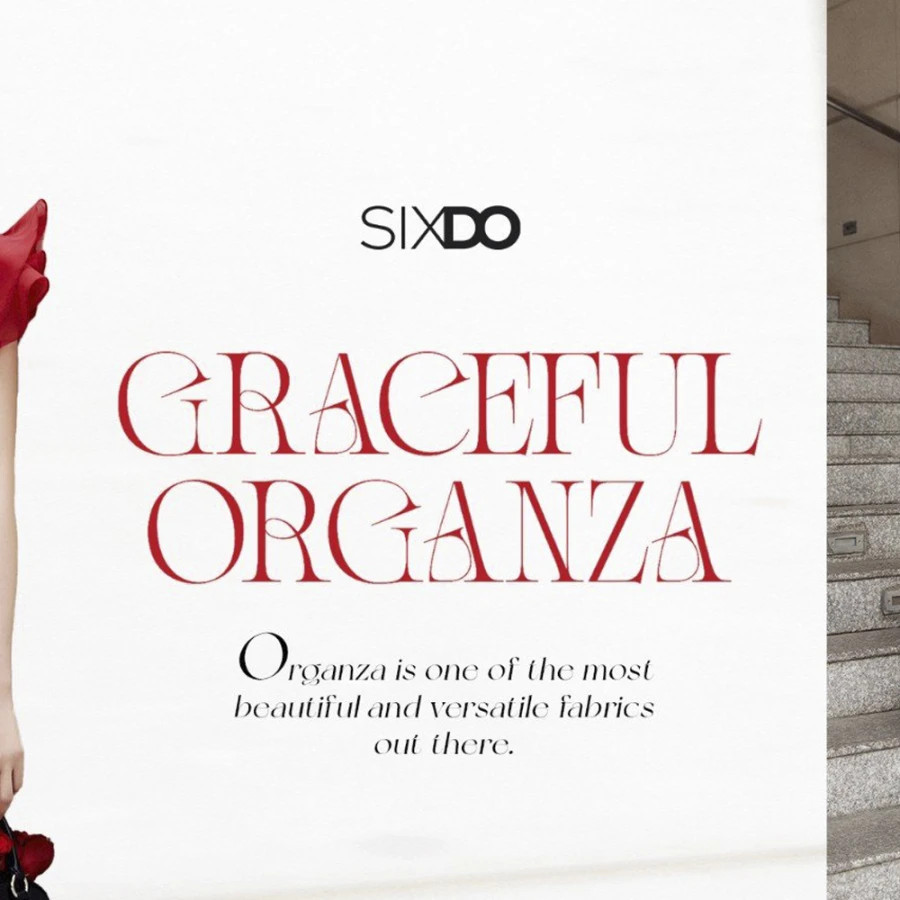 SIXDO
GRACEFUL
ORGANZA
Organza is one of the most
beautiful and versatile fabrics
out there.